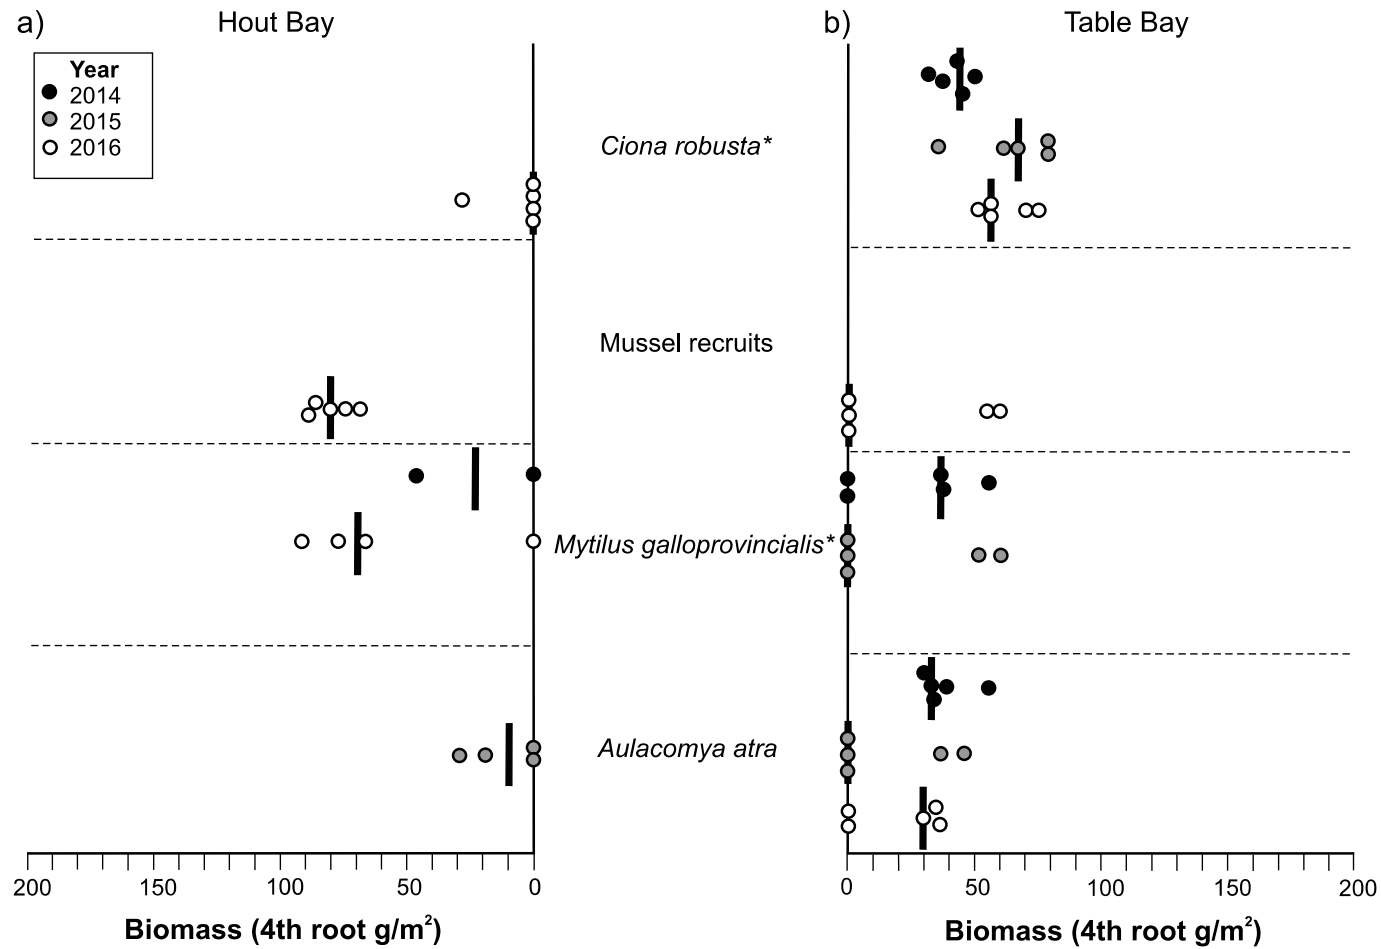 a)
Hout Bay
b)
Table Bay
Year
2014
2015
2016
Ciona robusta*
Mussel recruits
Mytilus galloprovincialis*
Aulacomya atra
200 150 100 50 0
0 50 100 150 200
Biomass (4th root g/m²)
Biomass (4th root g/m²)